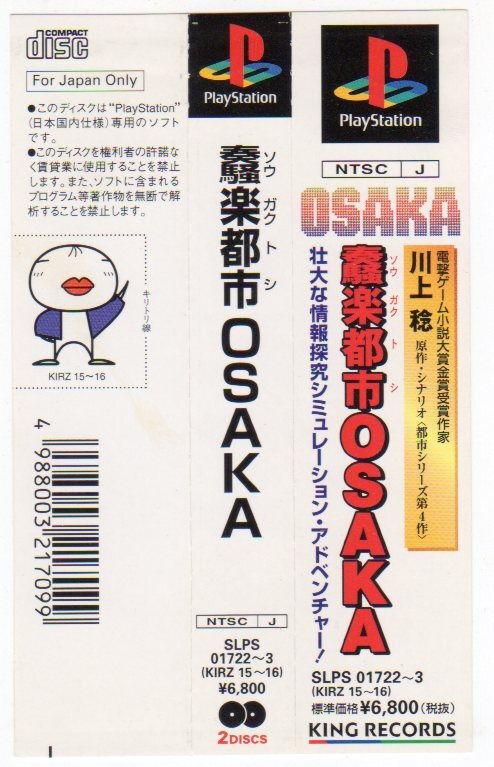 COMPACT
disc
For Japan Only
●このディスクは“PlayStation”
(日本国内仕様)専用のソフト
です。
●このディスクを権利者の許諾な
く賃貸業に使用することを禁止
します。また、ソフトに含まれる
プログラム等著作物を無断で解
析することを禁止します。
キリトリ線
KIRZ 15〜16
4 988003 217099
PlayStation
奏騒楽都市 OSAKA
ソウ ガク ト シ
NTSC J
SLPS
01722〜3
(KIRZ 15〜16)
¥6,800
2DISCS
PlayStation
NTSC J
OSAKA
電撃ゲーム小説大賞金賞受賞作家
川上 稔
原作・シナリオ〈都市シリーズ第4作〉
奏騒楽都市OSAKA
ソウ ガク ト シ
壮大な情報探究シミュレーション・アドベンチャー!
SLPS 01722〜3
(KIRZ 15〜16)
標準価格¥6,800(税抜)
KING RECORDS